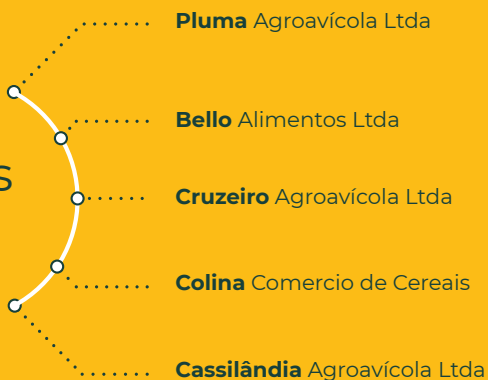 Pluma Agroavícola Ltda
Bello Alimentos Ltda
s
Cruzeiro Agroavícola Ltda
Colina Comercio de Cereais
Cassilândia Agroavícola Ltda